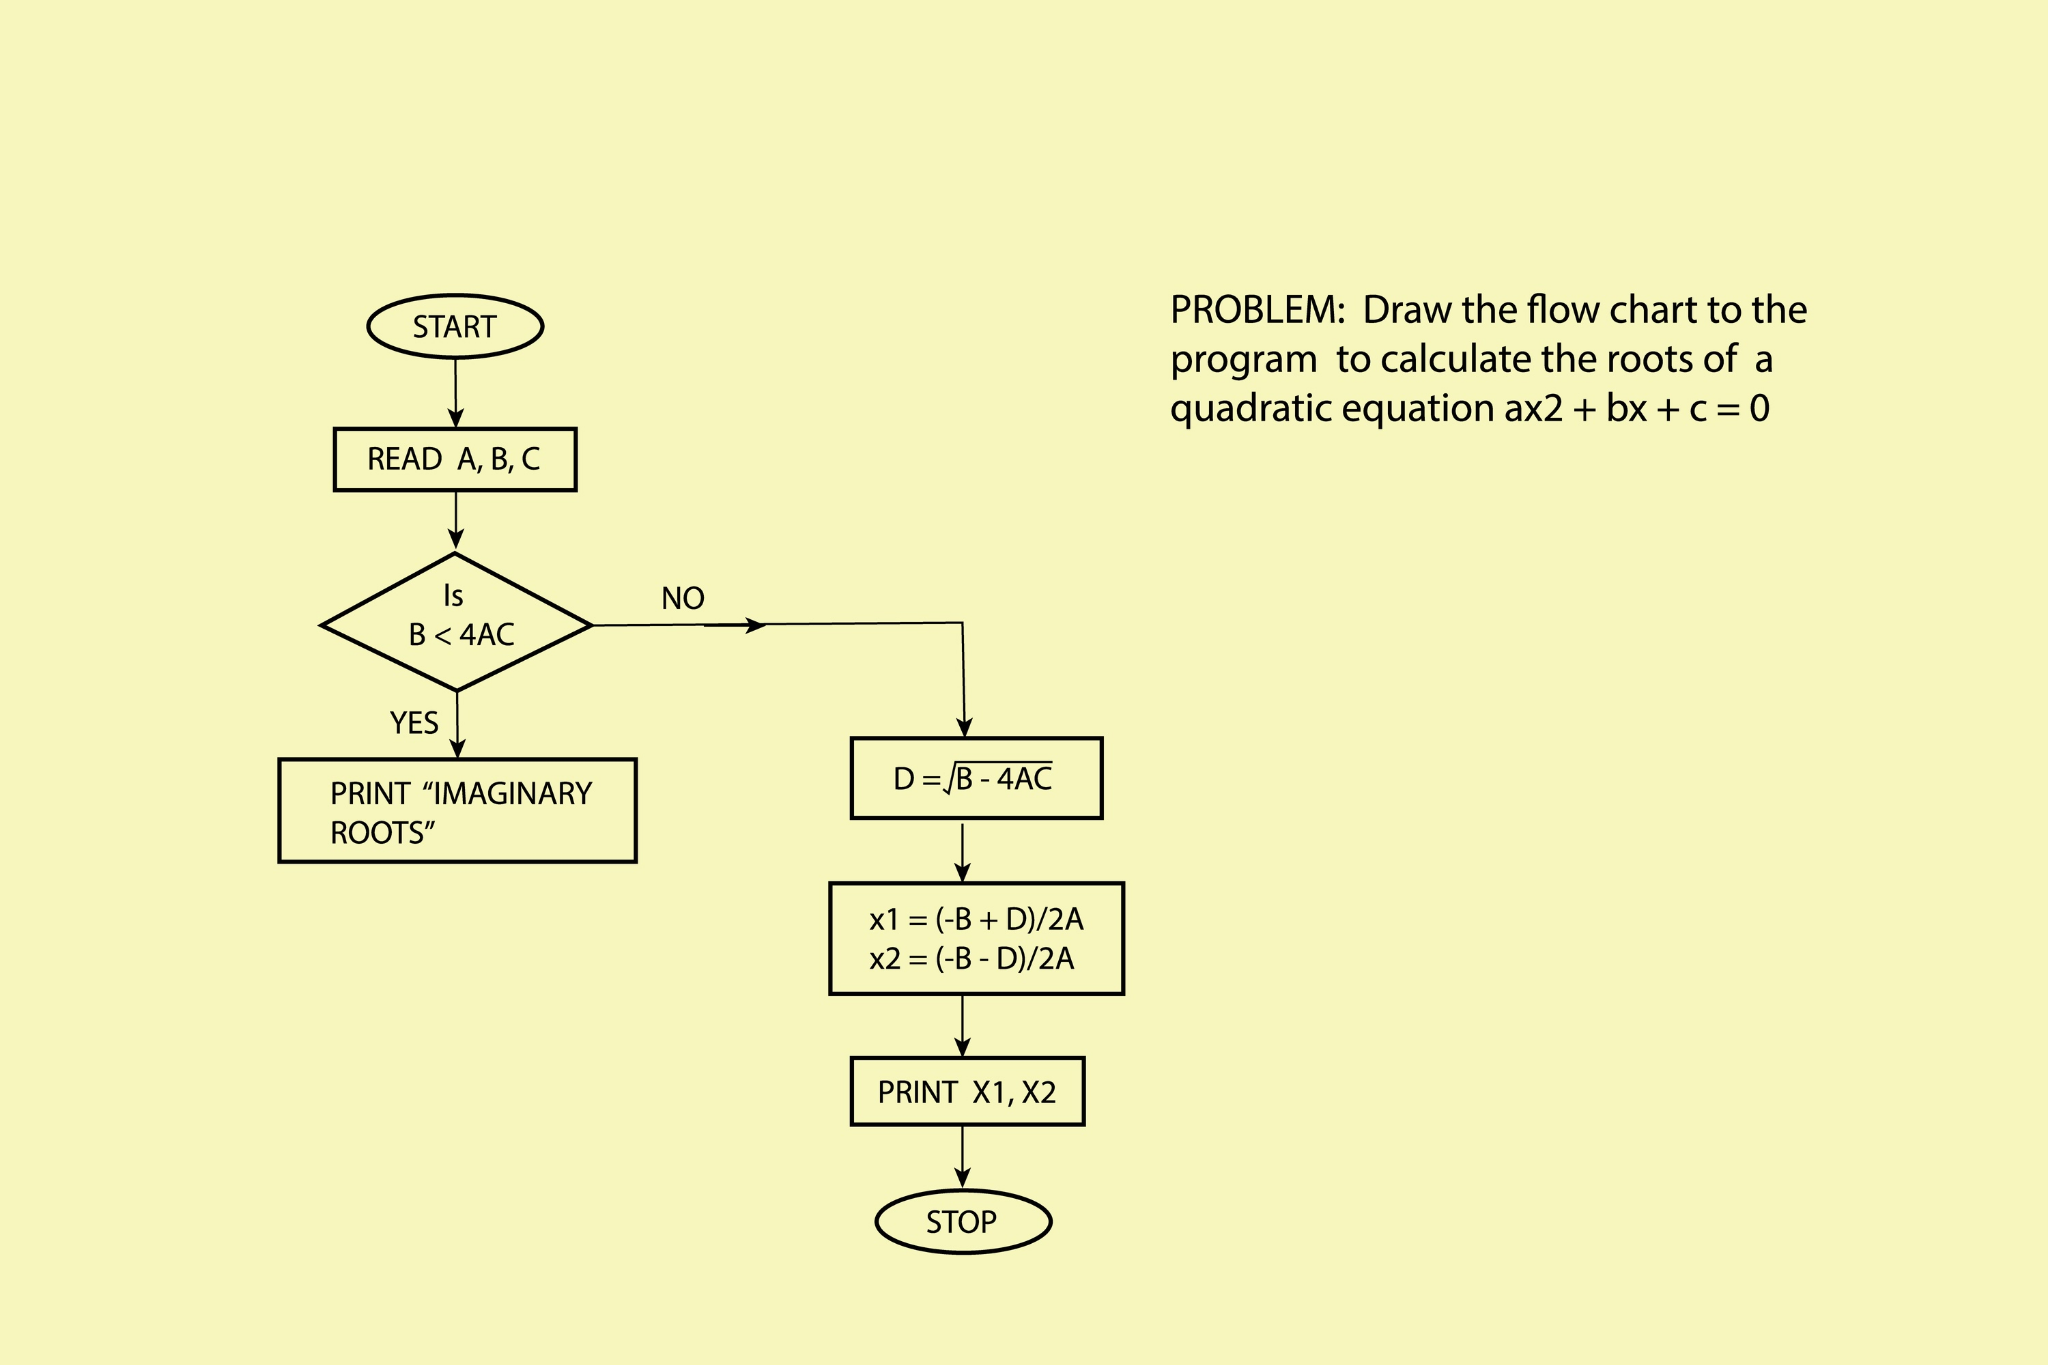 START
READ  A, B, C
Is
B < 4AC
NO
YES
PRINT  “IMAGINARY
ROOTS”
D = √B - 4AC
x1 = (-B + D)/2A
x2 = (-B - D)/2A
PRINT  X1, X2
STOP
PROBLEM:  Draw the flow chart to the
program  to calculate the roots of  a
quadratic equation ax2 + bx + c = 0